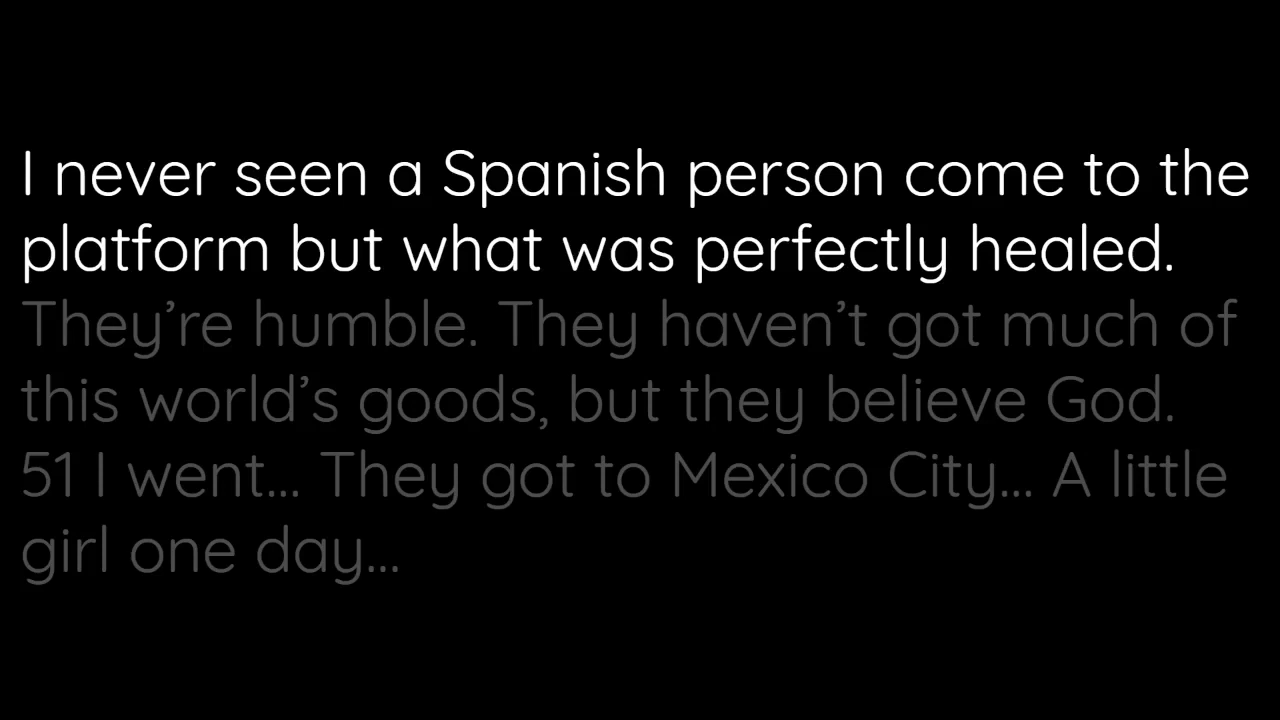 I never seen a Spanish person come to the
platform but what was perfectly healed.
They’re humble. They haven’t got much of
this world’s goods, but they believe God.
51 I went... They got to Mexico City... A little
girl one day...